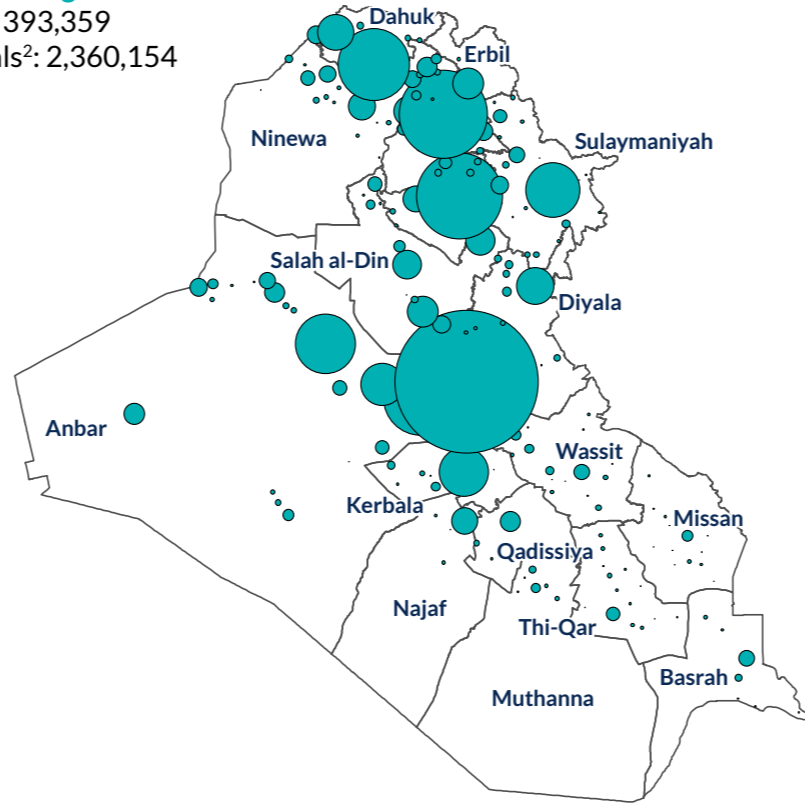 393,359
ls²: 2,360,154
Dahuk
Erbil
Ninewa
Sulaymaniyah
Salah al-Din
Diyala
Anbar
Wassit
Kerbala
Missan
Qadissiya
Najaf
Thi-Qar
Basrah
Muthanna